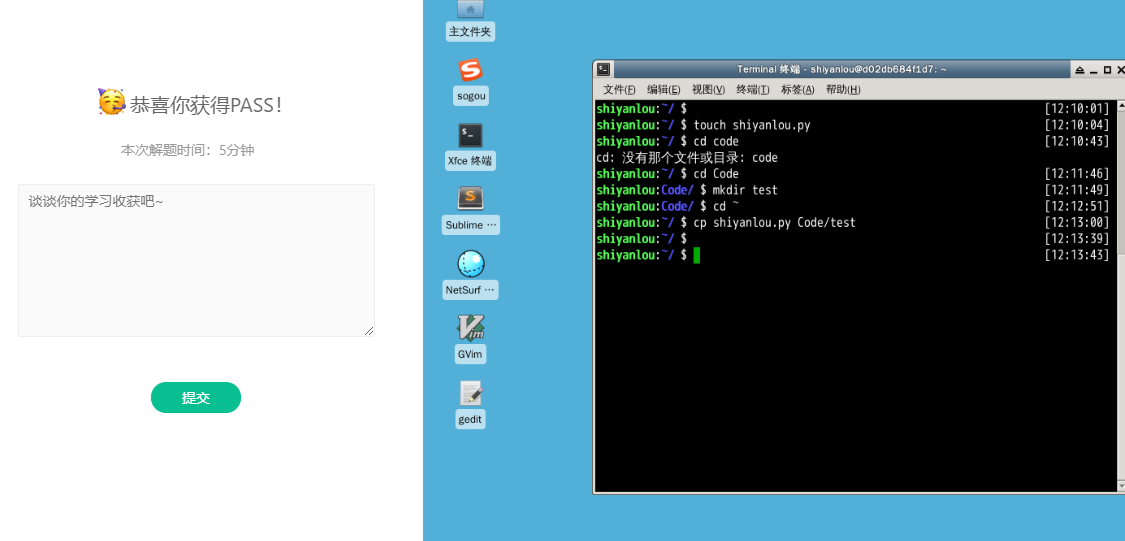 恭喜你获得PASS!
本次解题时间：5分钟
谈谈你的学习收获吧~
提交
主文件夹
sogou
Xfce 终端
Sublime ⋯
NetSurf ⋯
GVim
gedit
Terminal 终端 - shiyanlou@d02db684f1d7: ~
文件(F) 编辑(E) 视图(V) 终端(T) 标签(A) 帮助(H)
shiyanlou:~/ $ [12:10:01]
shiyanlou:~/ $ touch shiyanlou.py [12:10:04]
shiyanlou:~/ $ cd code [12:10:43]
cd: 没有那个文件或目录: code
shiyanlou:~/ $ cd Code [12:11:46]
shiyanlou:Code/ $ mkdir test [12:11:49]
shiyanlou:Code/ $ cd ~ [12:12:51]
shiyanlou:~/ $ cp shiyanlou.py Code/test [12:13:00]
shiyanlou:~/ $ [12:13:39]
shiyanlou:~/ $ [12:13:43]